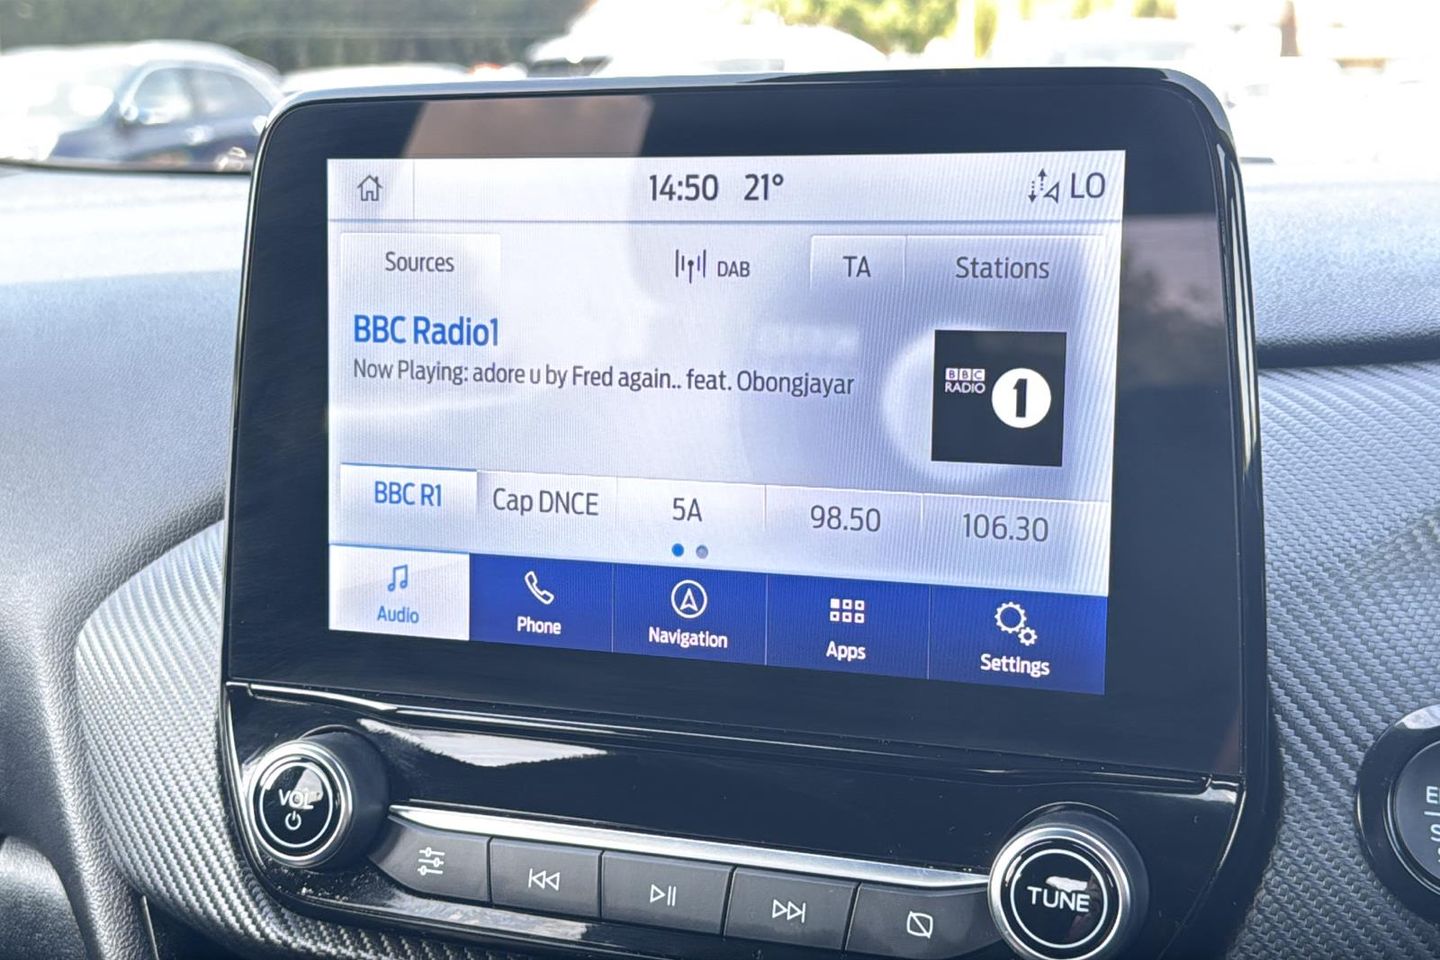 14:50 21° LO
Sources DAB TA Stations
BBC Radio1
Now Playing: adore u by Fred again.. feat. Obongjayar
BBC
RADIO 1
BBC R1 Cap DNCE 5A 98.50 106.30
Audio Phone Navigation Apps Settings
VOL
TUNE